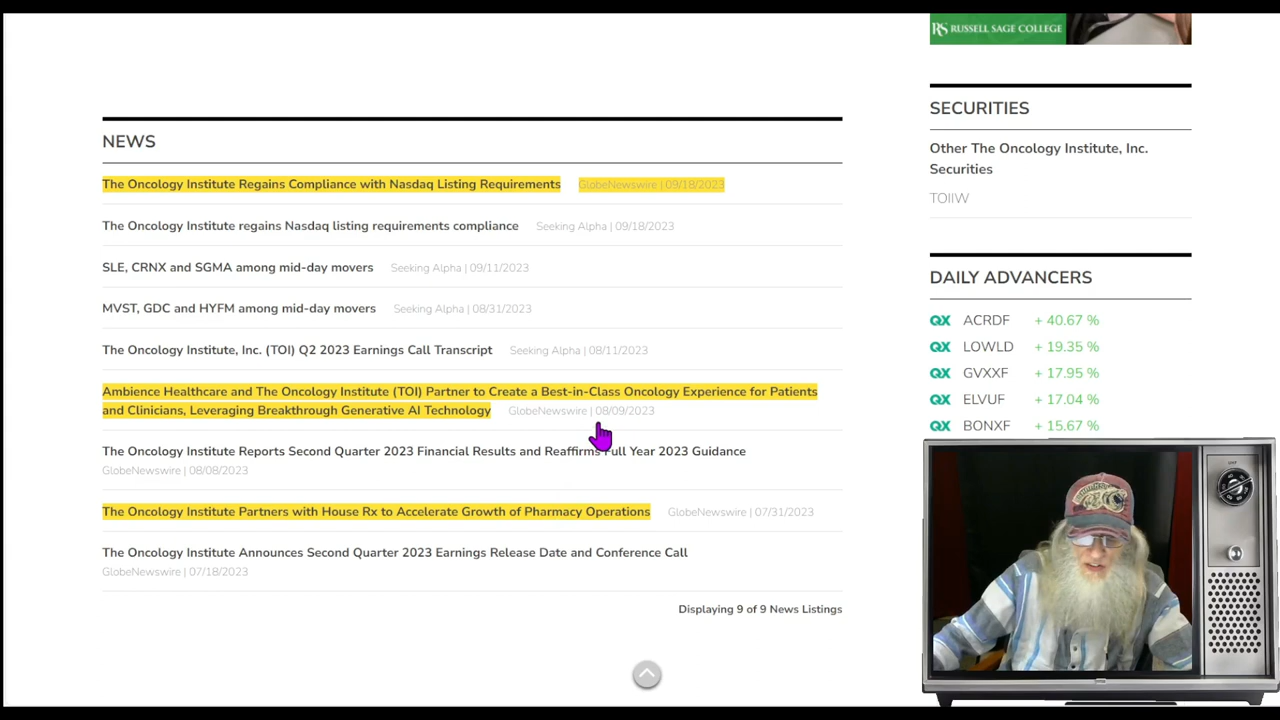 RS RUSSELL SAGE COLLEGE
NEWS
The Oncology Institute Regains Compliance with Nasdaq Listing Requirements GlobeNewswire | 09/18/2023
The Oncology Institute regains Nasdaq listing requirements compliance Seeking Alpha | 09/18/2023
SLE, CRNX and SGMA among mid-day movers Seeking Alpha | 09/11/2023
MVST, GDC and HYFM among mid-day movers Seeking Alpha | 08/31/2023
The Oncology Institute, Inc. (TOI) Q2 2023 Earnings Call Transcript Seeking Alpha | 08/11/2023
Ambience Healthcare and The Oncology Institute (TOI) Partner to Create a Best-in-Class Oncology Experience for Patients
and Clinicians, Leveraging Breakthrough Generative AI Technology GlobeNewswire | 08/09/2023
The Oncology Institute Reports Second Quarter 2023 Financial Results and Reaffirms Full Year 2023 Guidance
GlobeNewswire | 08/08/2023
The Oncology Institute Partners with House Rx to Accelerate Growth of Pharmacy Operations GlobeNewswire | 07/31/2023
The Oncology Institute Announces Second Quarter 2023 Earnings Release Date and Conference Call
GlobeNewswire | 07/18/2023
Displaying 9 of 9 News Listings
SECURITIES
Other The Oncology Institute, Inc.
Securities
TOIIW
DAILY ADVANCERS
QX ACRDF + 40.67 %
QX LOWLD + 19.35 %
QX GVXXF + 17.95 %
QX ELVUF + 17.04 %
QX BONXF + 15.67 %